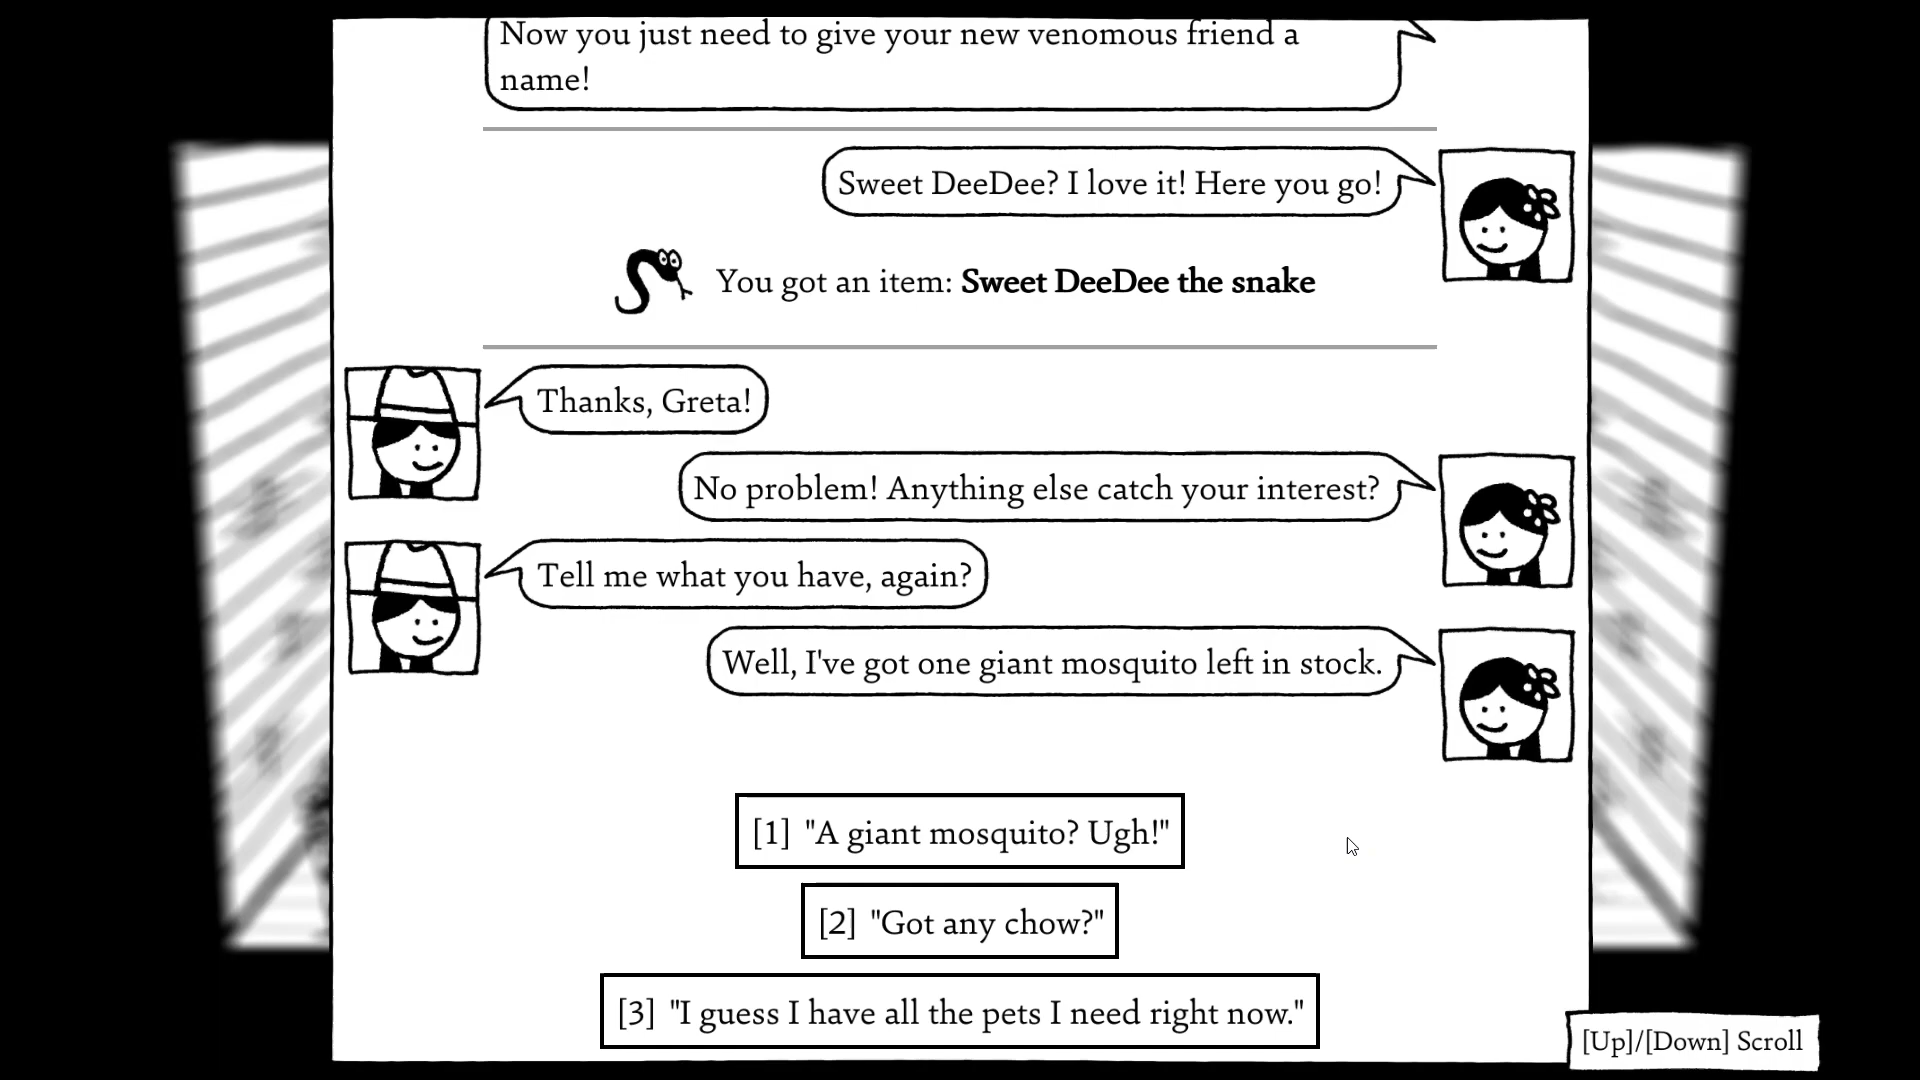 Now you just need to give your new venomous friend a
name!
Sweet DeeDee? I love it! Here you go!
You got an item: Sweet DeeDee the snake
Thanks, Greta!
No problem! Anything else catch your interest?
Tell me what you have, again?
Well, I've got one giant mosquito left in stock.
[1] "A giant mosquito? Ugh!"
[2] "Got any chow?"
[3] "I guess I have all the pets I need right now."
[Up]/[Down] Scroll